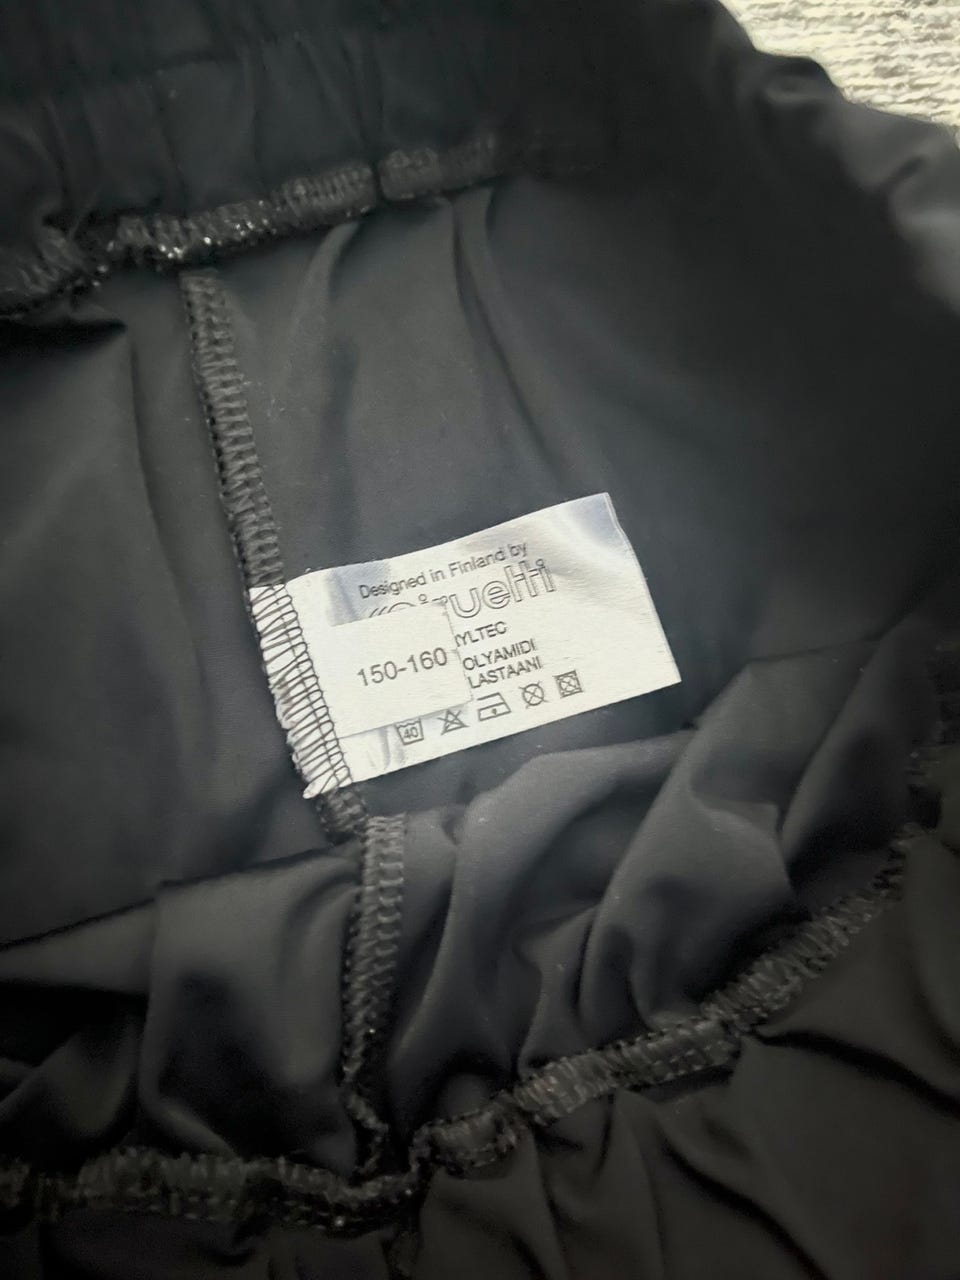 Designed in Finland by
YLTEC
150-160
OLYAMIDI
LASTAANI
40